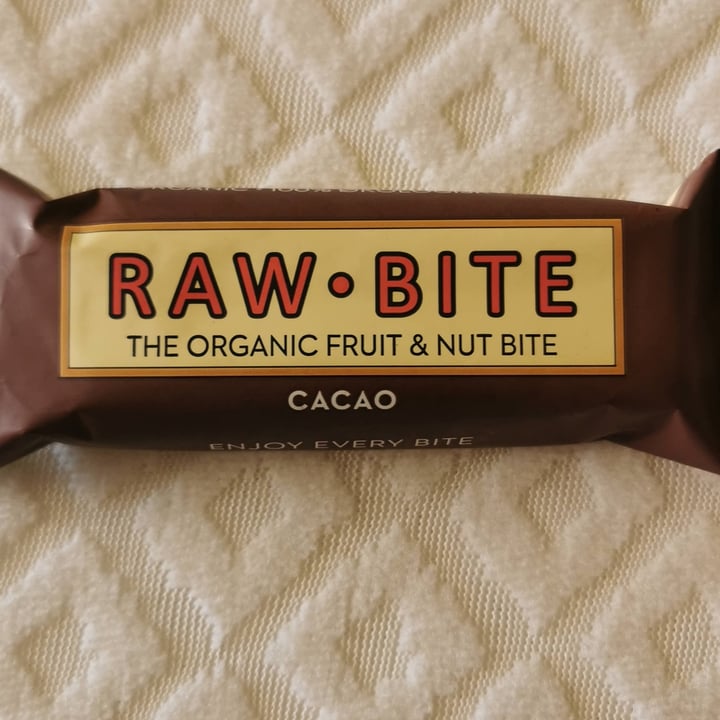 RAW•BITE
THE ORGANIC FRUIT & NUT BITE
CACAO
ENJOY EVERY BITE